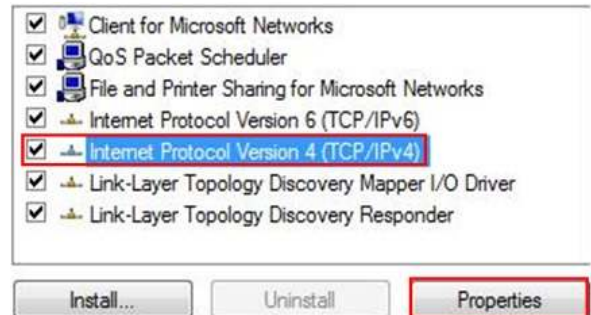 Client for Microsoft Networks
QoS Packet Scheduler
File and Printer Sharing for Microsoft Networks
Internet Protocol Version 6 (TCP/IPv6)
Internet Protocol Version 4 (TCP/IPv4)
Link-Layer Topology Discovery Mapper I/O Driver
Link-Layer Topology Discovery Responder
Install... Uninstall Properties